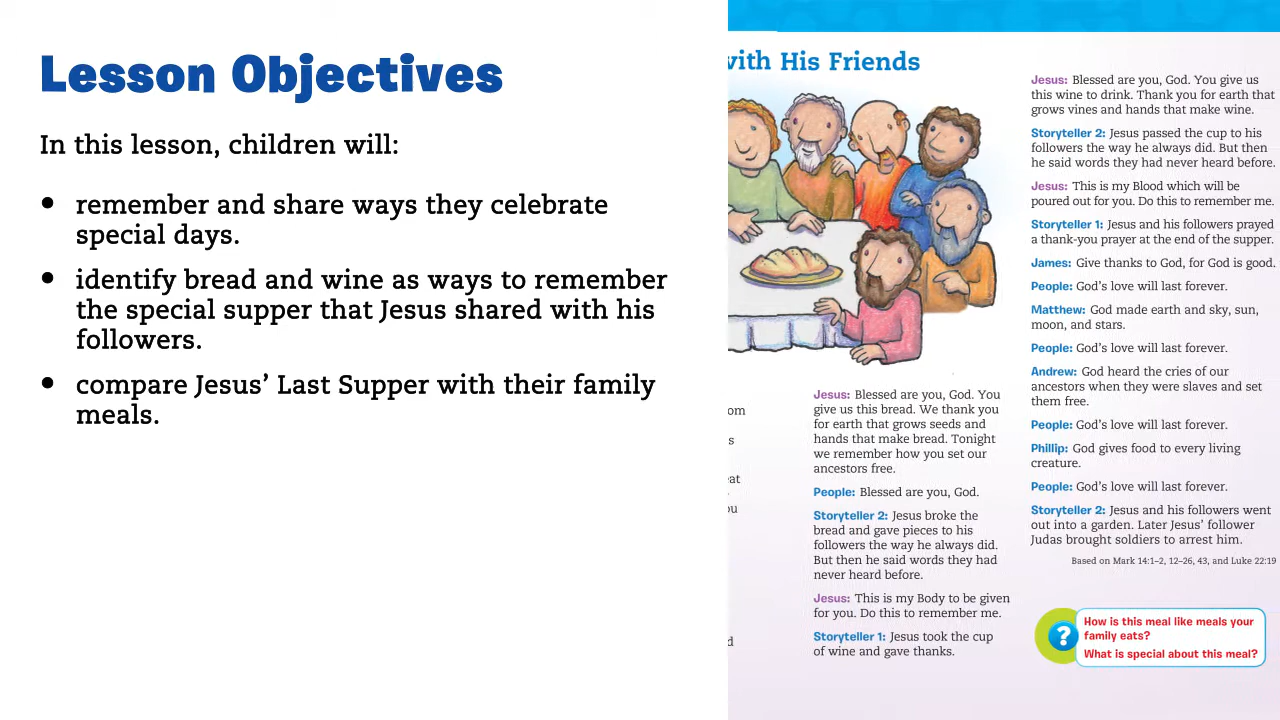 Lesson Objectives
In this lesson, children will:
• remember and share ways they celebrate
special days.
• identify bread and wine as ways to remember
the special supper that Jesus shared with his
followers.
• compare Jesus’ Last Supper with their family
meals.
with His Friends
om
s
eat
ou
d
Jesus: Blessed are you, God. You
give us this bread. We thank you
for earth that grows seeds and
hands that make bread. Tonight
we remember how you set our
ancestors free.
People: Blessed are you, God.
Storyteller 2: Jesus broke the
bread and gave pieces to his
followers the way he always did.
But then he said words they had
never heard before.
Jesus: This is my Body to be given
for you. Do this to remember me.
Storyteller 1: Jesus took the cup
of wine and gave thanks.
Jesus: Blessed are you, God. You give us
this wine to drink. Thank you for earth that
grows vines and hands that make wine.
Storyteller 2: Jesus passed the cup to his
followers the way he always did. But then
he said words they had never heard before.
Jesus: This is my Blood which will be
poured out for you. Do this to remember me.
Storyteller 1: Jesus and his followers prayed
a thank-you prayer at the end of the supper.
James: Give thanks to God, for God is good.
People: God’s love will last forever.
Matthew: God made earth and sky, sun,
moon, and stars.
People: God’s love will last forever.
Andrew: God heard the cries of our
ancestors when they were slaves and set
them free.
People: God’s love will last forever.
Phillip: God gives food to every living
creature.
People: God’s love will last forever.
Storyteller 2: Jesus and his followers went
out into a garden. Later Jesus’ follower
Judas brought soldiers to arrest him.
Based on Mark 14:1–2, 12–26, 43, and Luke 22:19
?
How is this meal like meals your
family eats?
What is special about this meal?